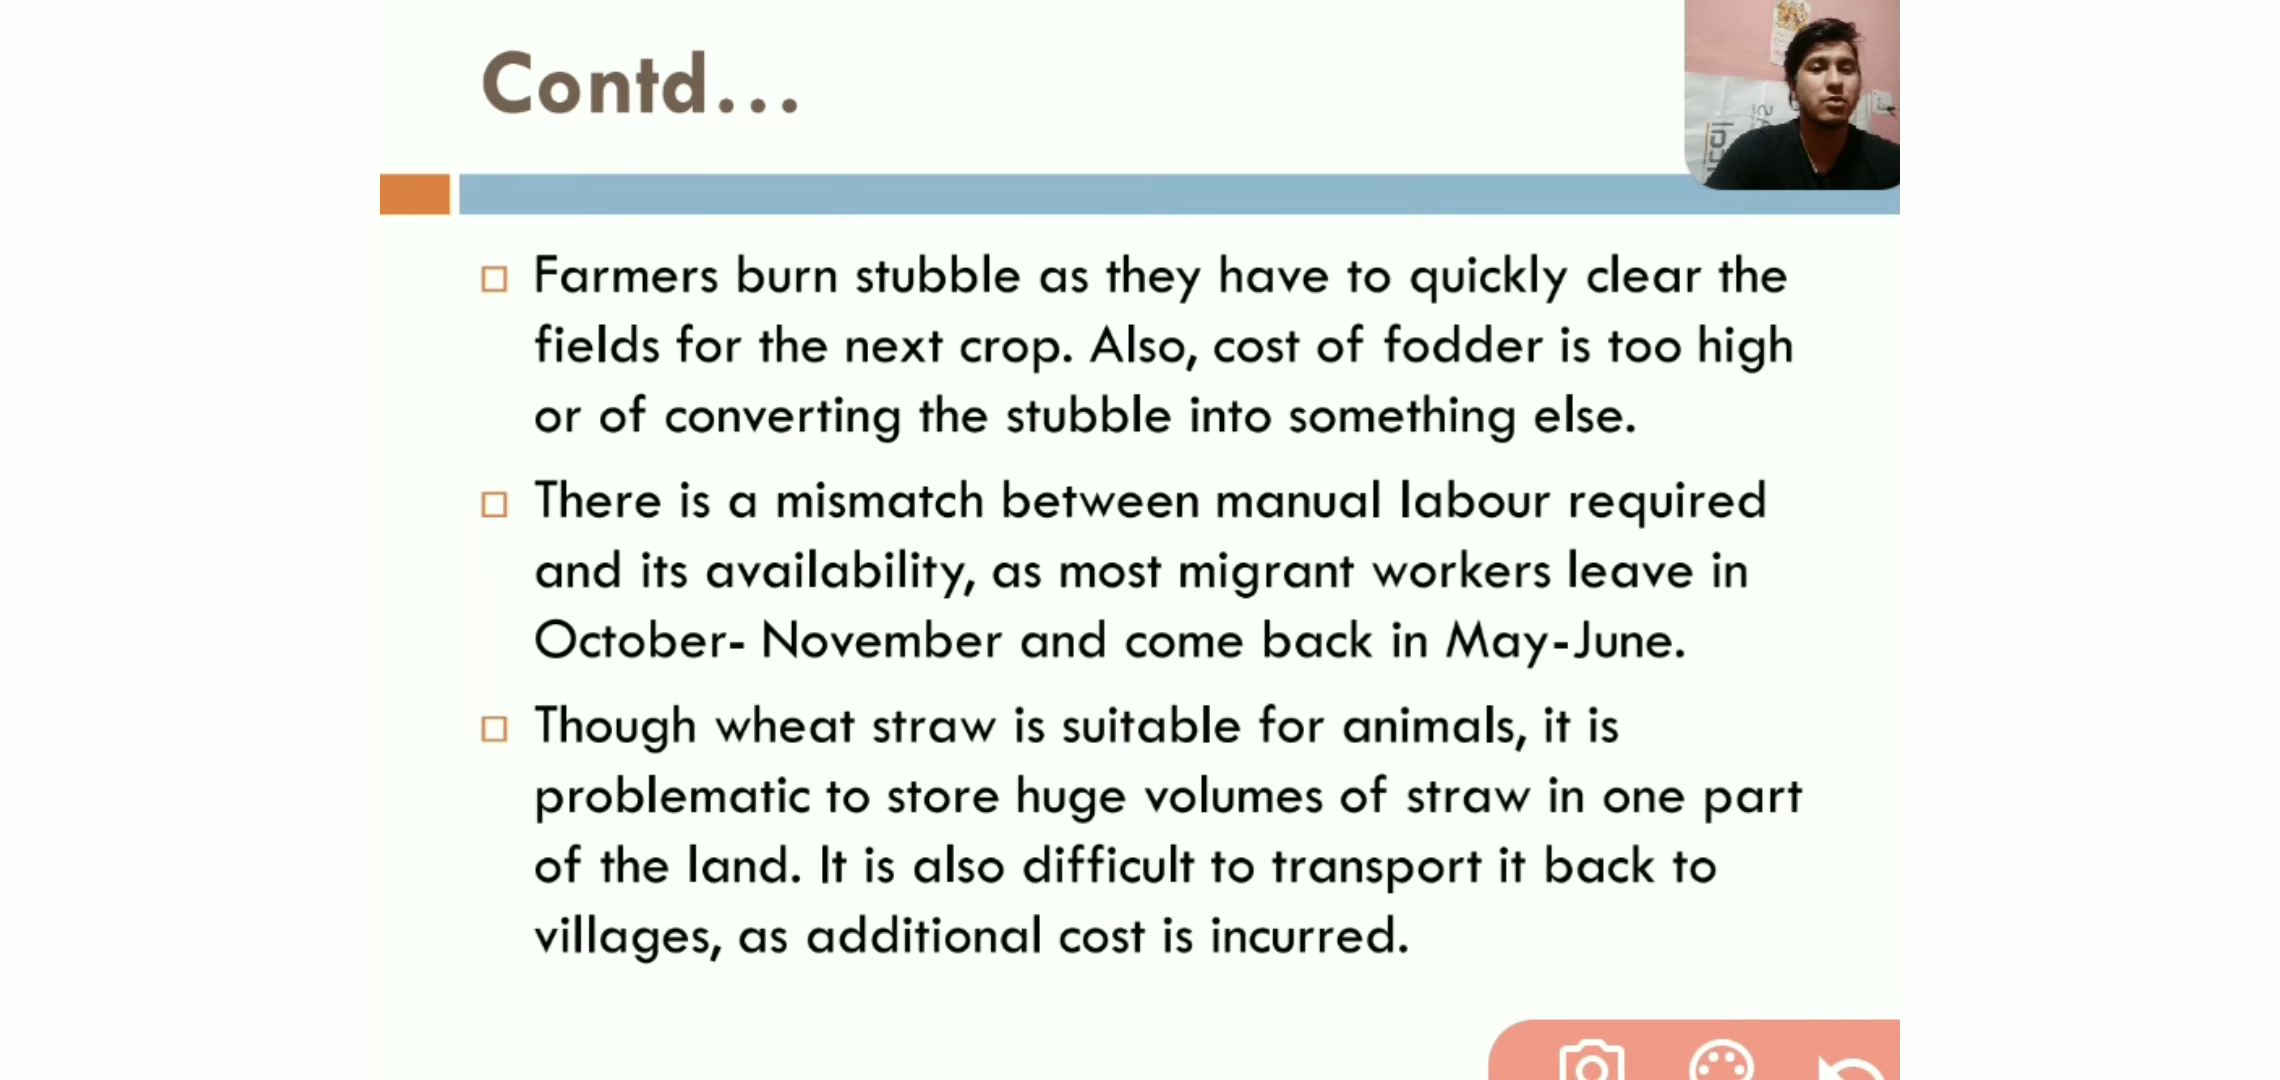 Contd...
Farmers burn stubble as they have to quickly clear the
fields for the next crop. Also, cost of fodder is too high
or of converting the stubble into something else.
There is a mismatch between manual labour required
and its availability, as most migrant workers leave in
October- November and come back in May-June.
Though wheat straw is suitable for animals, it is
problematic to store huge volumes of straw in one part
of the land. It is also difficult to transport it back to
villages, as additional cost is incurred.